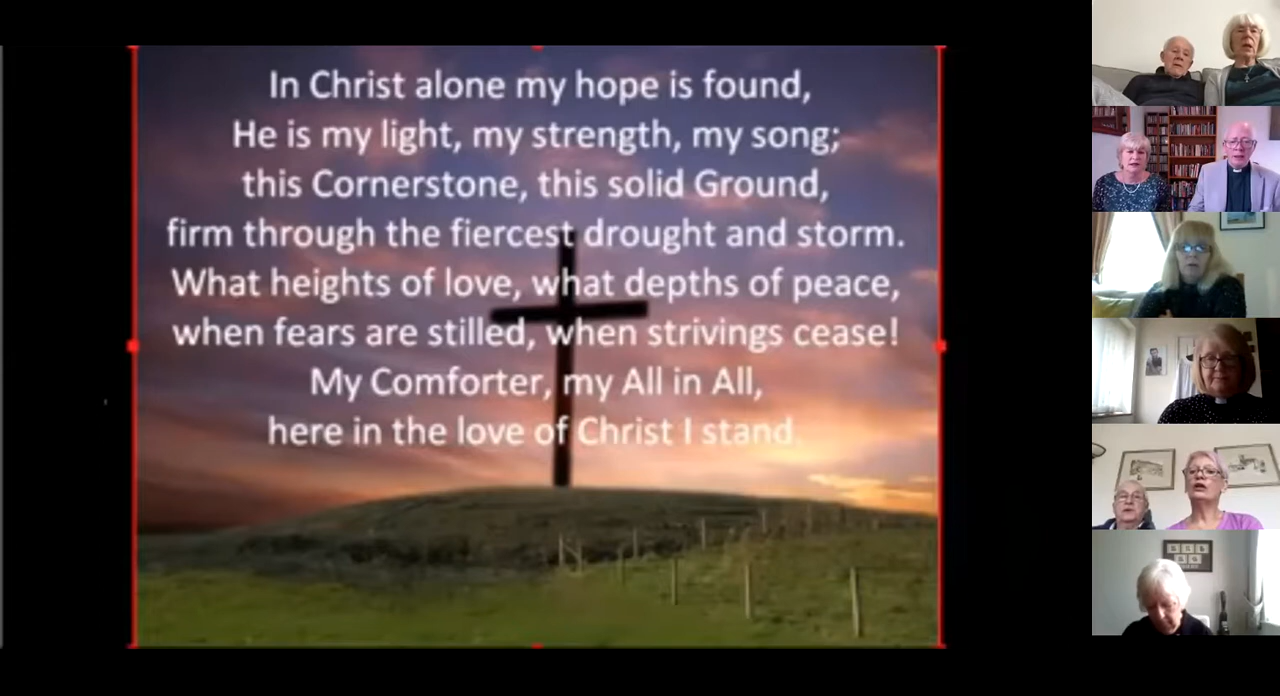 In Christ alone my hope is found,
He is my light, my strength, my song;
this Cornerstone, this solid Ground,
firm through the fiercest drought and storm.
What heights of love, what depths of peace,
when fears are stilled, when strivings cease!
My Comforter, my All in All,
here in the love of Christ I stand.